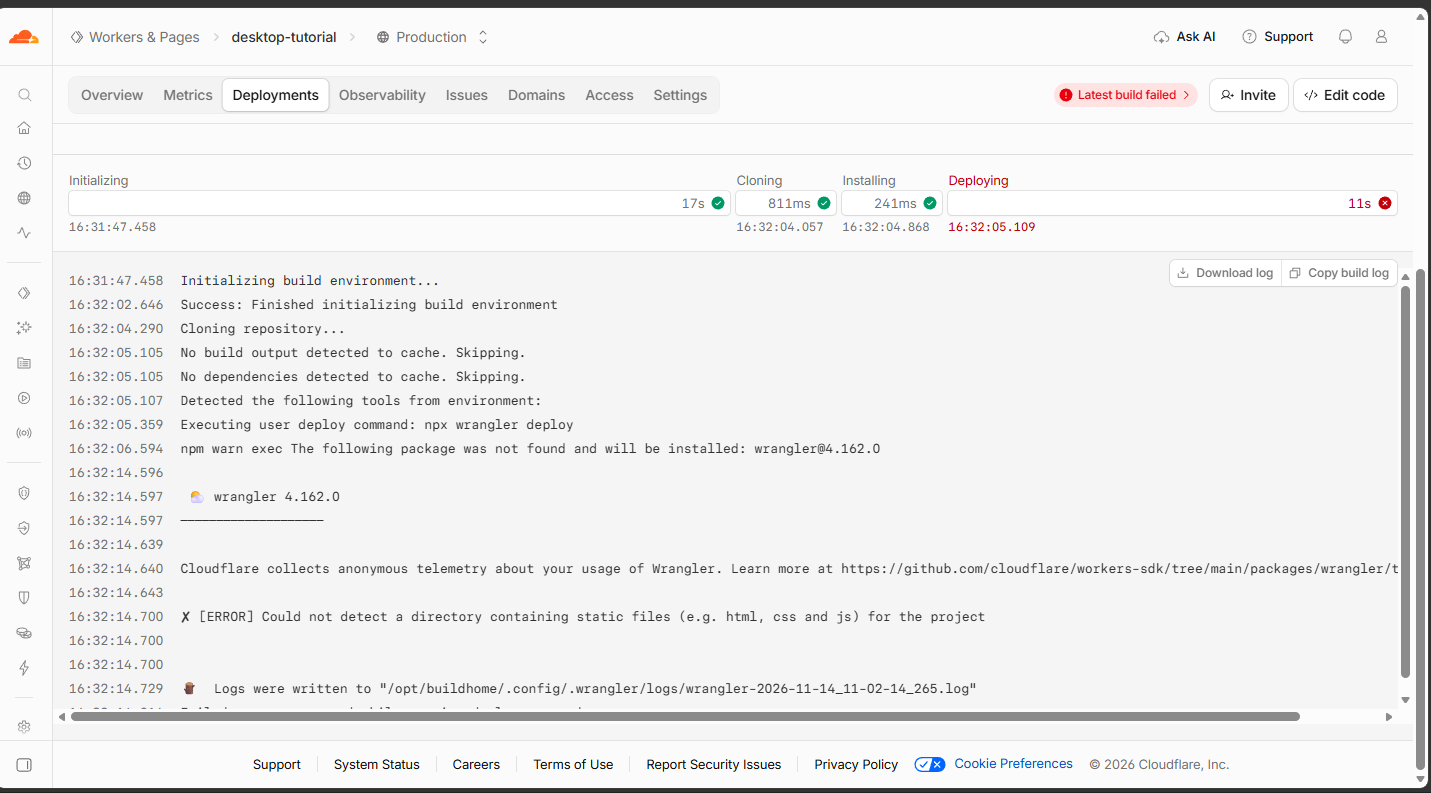 Workers & Pages > desktop-tutorial > Production
Ask AI
Support
Overview Metrics Deployments Observability Issues Domains Access Settings
Latest build failed >
Invite
</> Edit code
Initializing Cloning Installing Deploying
17s 811ms 241ms 11s
16:31:47.458 16:32:04.057 16:32:04.868 16:32:05.109
Download log Copy build log
16:31:47.458 Initializing build environment...
16:32:02.646 Success: Finished initializing build environment
16:32:04.290 Cloning repository...
16:32:05.105 No build output detected to cache. Skipping.
16:32:05.105 No dependencies detected to cache. Skipping.
16:32:05.107 Detected the following tools from environment:
16:32:05.359 Executing user deploy command: npx wrangler deploy
16:32:06.594 npm warn exec The following package was not found and will be installed: wrangler@4.162.0
16:32:14.596
16:32:14.597 ⛅ wrangler 4.162.0
16:32:14.597 ────────────────────
16:32:14.639
16:32:14.640 Cloudflare collects anonymous telemetry about your usage of Wrangler. Learn more at https://github.com/cloudflare/workers-sdk/tree/main/packages/wrangler/t
16:32:14.643
16:32:14.700 ✘ [ERROR] Could not detect a directory containing static files (e.g. html, css and js) for the project
16:32:14.700
16:32:14.700
16:32:14.729 🪵 Logs were written to "/opt/buildhome/.config/.wrangler/logs/wrangler-2026-11-14_11-02-14_265.log"
Support System Status Careers Terms of Use Report Security Issues Privacy Policy Cookie Preferences © 2026 Cloudflare, Inc.